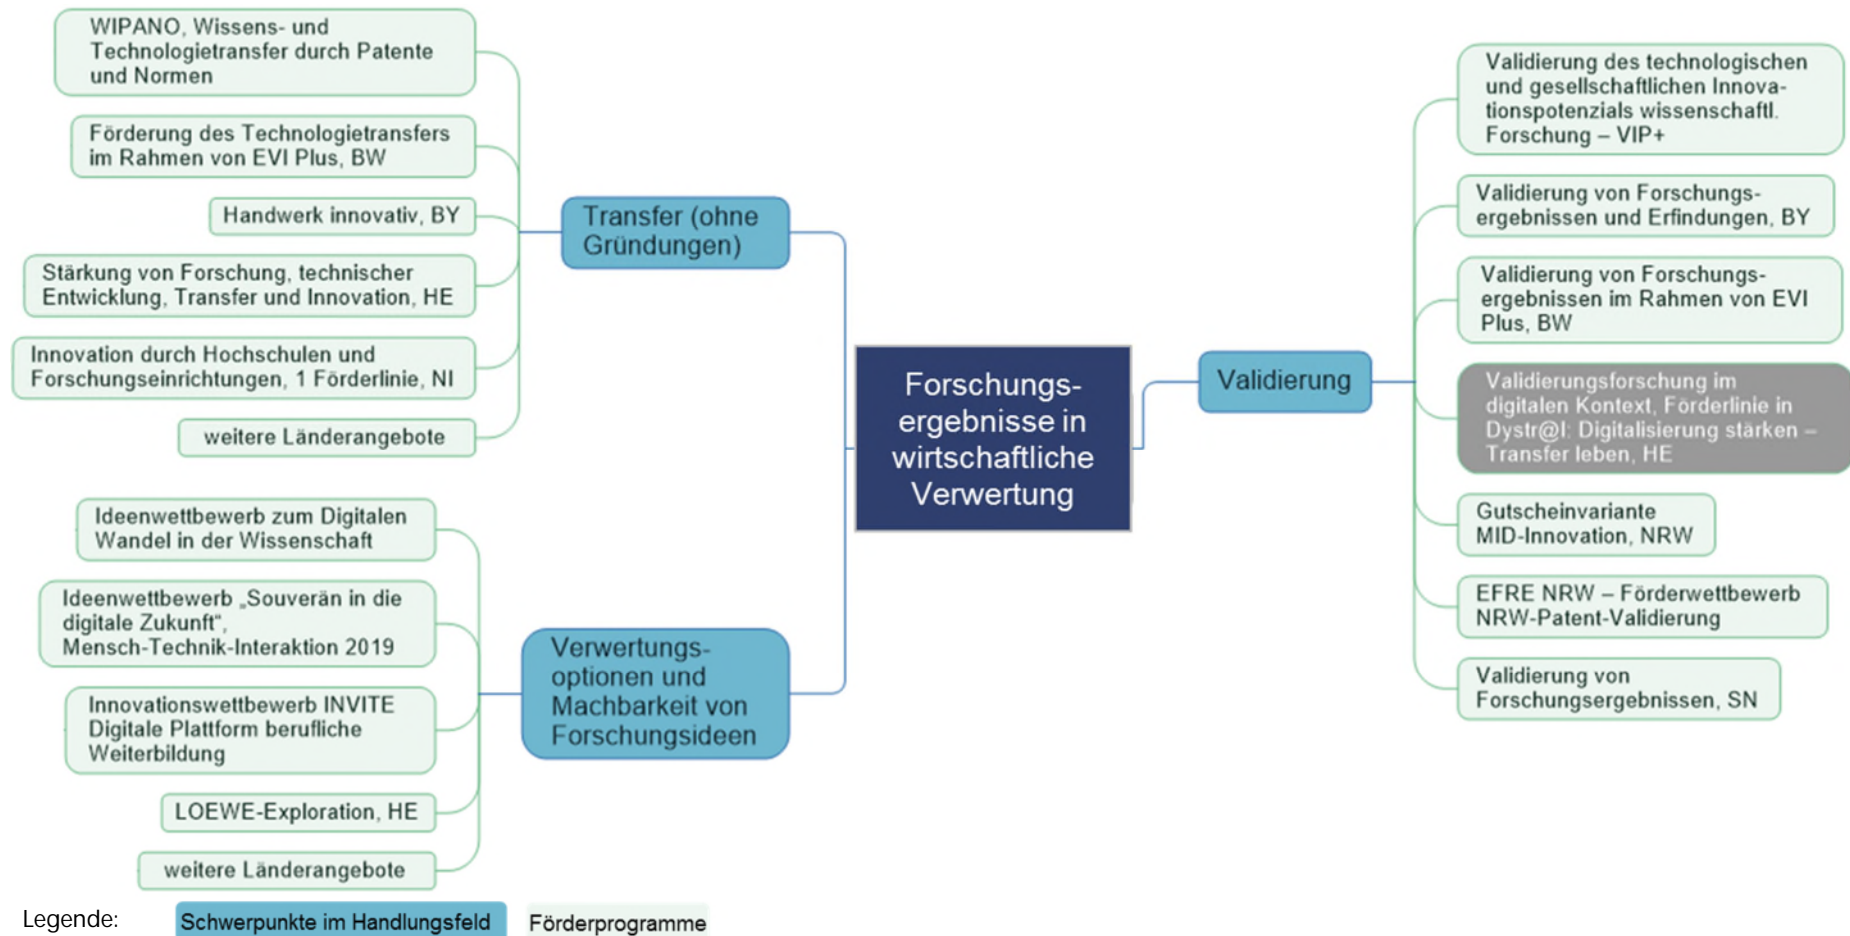 WIPANO, Wissens- und
Technologietransfer durch Patente
und Normen
Förderung des Technologietransfers
im Rahmen von EVI Plus, BW
Handwerk innovativ, BY
Stärkung von Forschung, technischer
Entwicklung, Transfer und Innovation, HE
Innovation durch Hochschulen und
Forschungseinrichtungen, 1 Förderlinie, NI
weitere Länderangebote
Transfer (ohne
Gründungen)
Ideenwettbewerb zum Digitalen
Wandel in der Wissenschaft
Ideenwettbewerb „Souverän in die
digitale Zukunft“,
Mensch-Technik-Interaktion 2019
Innovationswettbewerb INVITE
Digitale Plattform berufliche
Weiterbildung
LOEWE-Exploration, HE
weitere Länderangebote
Verwertungs-
optionen und
Machbarkeit von
Forschungsideen
Forschungs-
ergebnisse in
wirtschaftliche
Verwertung
Validierung
Validierung des technologischen
und gesellschaftlichen Innova-
tionspotenzials wissenschaftl.
Forschung – VIP+
Validierung von Forschungs-
ergebnissen und Erfindungen, BY
Validierung von Forschungs-
ergebnissen im Rahmen von EVI
Plus, BW
Validierungsforschung im
digitalen Kontext, Förderlinie in
Dystr@l: Digitalisierung stärken –
Transfer leben, HE
Gutscheinvariante
MID-Innovation, NRW
EFRE NRW – Förderwettbewerb
NRW-Patent-Validierung
Validierung von
Forschungsergebnissen, SN
Legende:
Schwerpunkte im Handlungsfeld
Förderprogramme